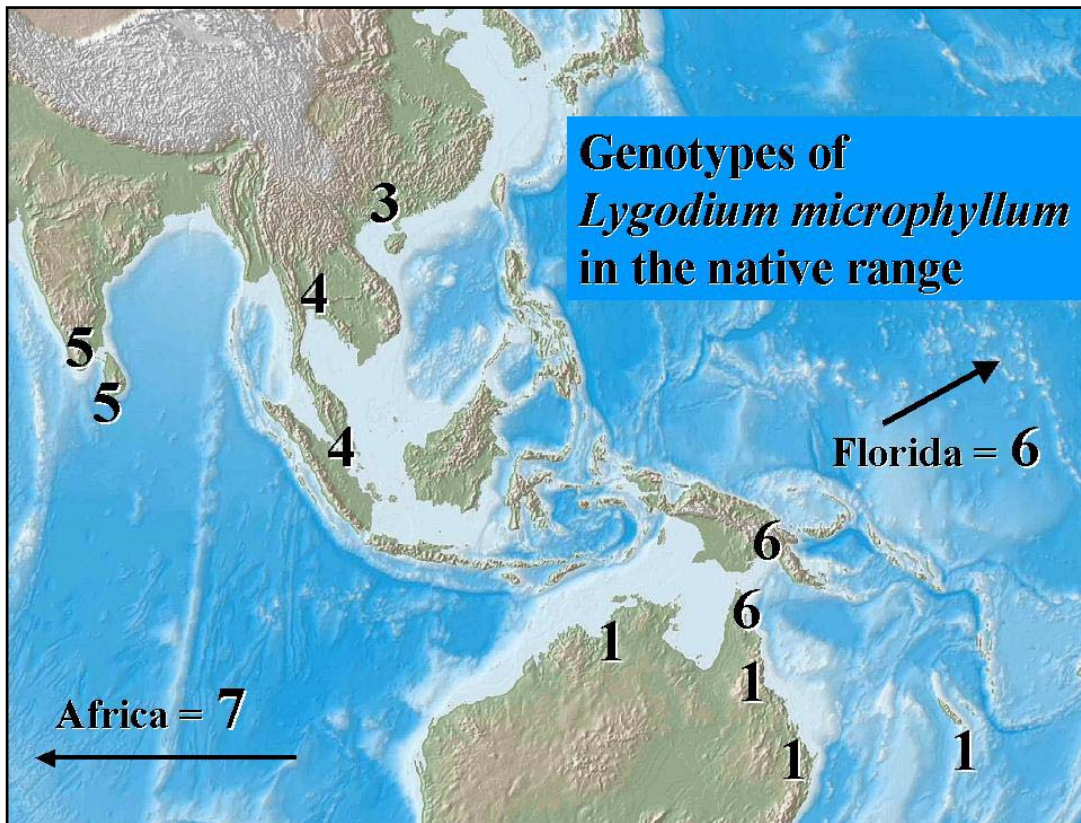 Genotypes of
Lygodium microphyllum
in the native range
3
4
5
5
4
Florida = 6
6
6
1
1
Africa = 7
1
1